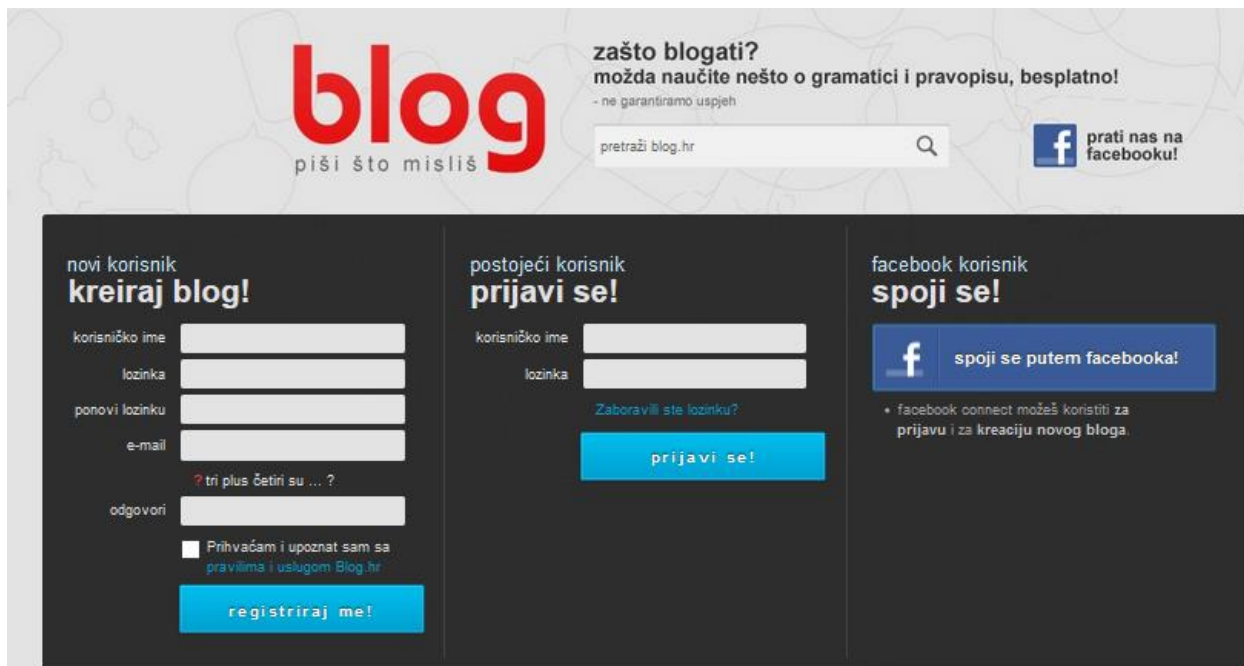 blog
piši što misliš
zašto blogati?
možda naučite nešto o gramatici i pravopisu, besplatno!
- ne garantiramo uspjeh
pretraži blog.hr
prati nas na
facebooku!
novi korisnik
kreiraj blog!
korisničko ime
lozinka
ponovi lozinku
e-mail
? tri plus četiri su ... ?
odgovori
Prihvaćam i upoznat sam sa
pravilima i uslugom Blog.hr
registriraj me!
postojeći korisnik
prijavi se!
korisničko ime
lozinka
Zaboravili ste lozinku?
prijavi se!
facebook korisnik
spoji se!
f spoji se putem facebooka!
• facebook connect možeš koristiti za
prijavu i za kreaciju novog bloga.